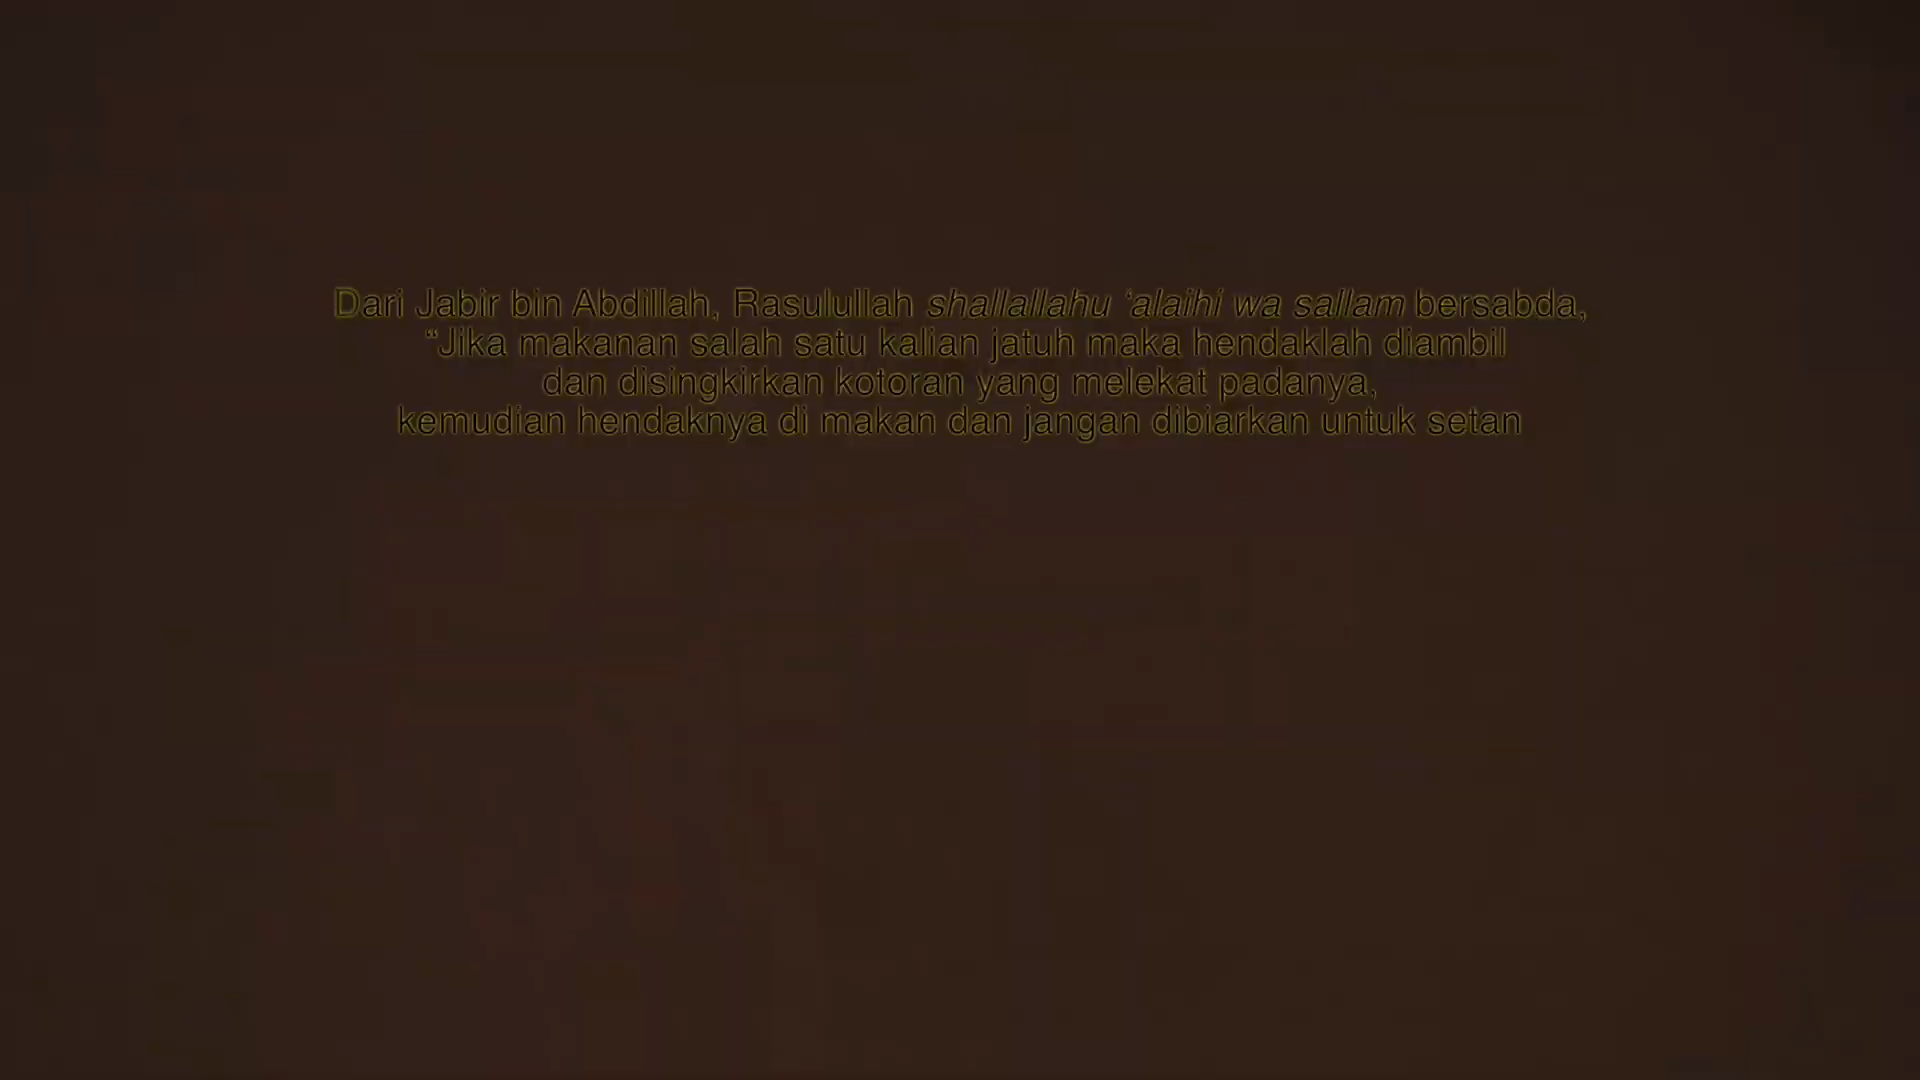 Dari Jabir bin Abdillah, Rasulullah shallallahu ‘alaihi wa sallam bersabda,
“Jika makanan salah satu kalian jatuh maka hendaklah diambil
dan disingkirkan kotoran yang melekat padanya,
kemudian hendaknya di makan dan jangan dibiarkan untuk setan